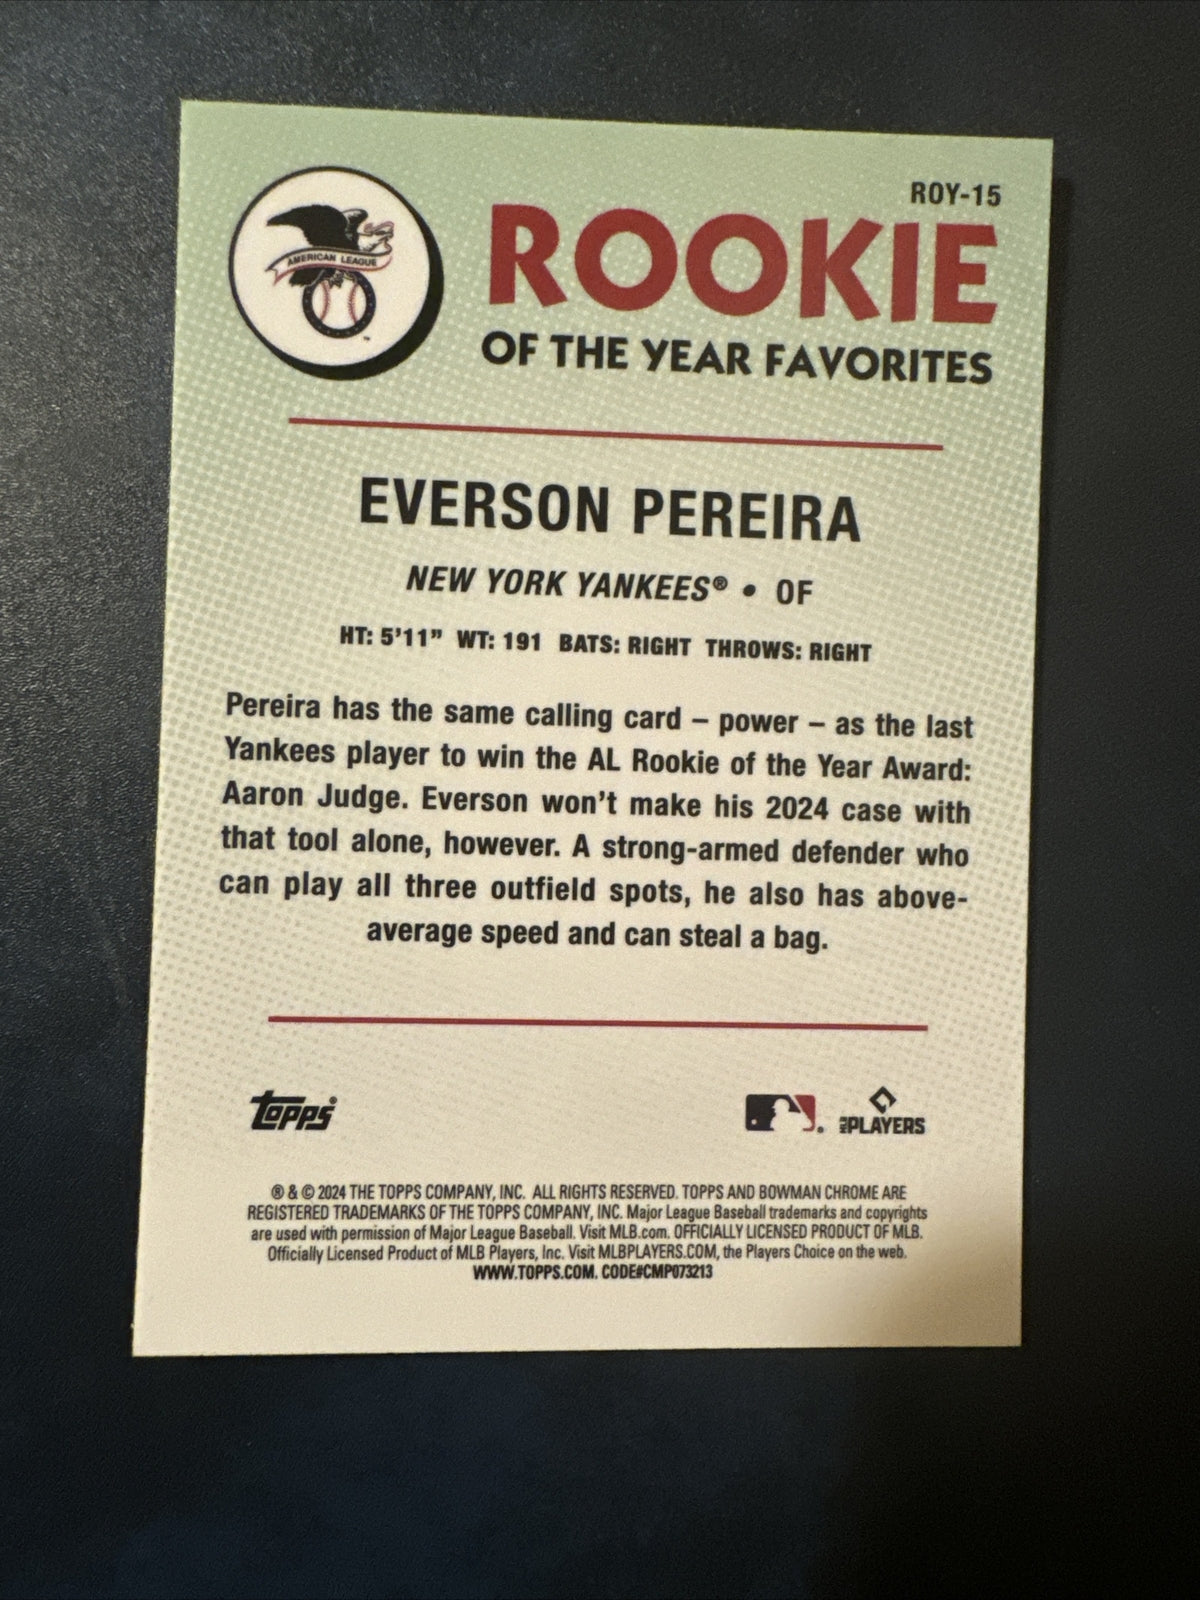 ROY-15
AMERICAN LEAGUE
ROOKIE
OF THE YEAR FAVORITES
EVERSON PEREIRA
NEW YORK YANKEES® • OF
HT: 5'11" WT: 191 BATS: RIGHT THROWS: RIGHT
Pereira has the same calling card – power – as the last
Yankees player to win the AL Rookie of the Year Award:
Aaron Judge. Everson won't make his 2024 case with
that tool alone, however. A strong-armed defender who
can play all three outfield spots, he also has above-
average speed and can steal a bag.
topps®
MLB PLAYERS
® & © 2024 THE TOPPS COMPANY, INC. ALL RIGHTS RESERVED. TOPPS AND BOWMAN CHROME ARE
REGISTERED TRADEMARKS OF THE TOPPS COMPANY, INC. Major League Baseball trademarks and copyrights
are used with permission of Major League Baseball. Visit MLB.com. OFFICIALLY LICENSED PRODUCT OF MLB.
Officially Licensed Product of MLB Players, Inc. Visit MLBPLAYERS.COM, the Players Choice on the web.
WWW.TOPPS.COM. CODE#CMP073213